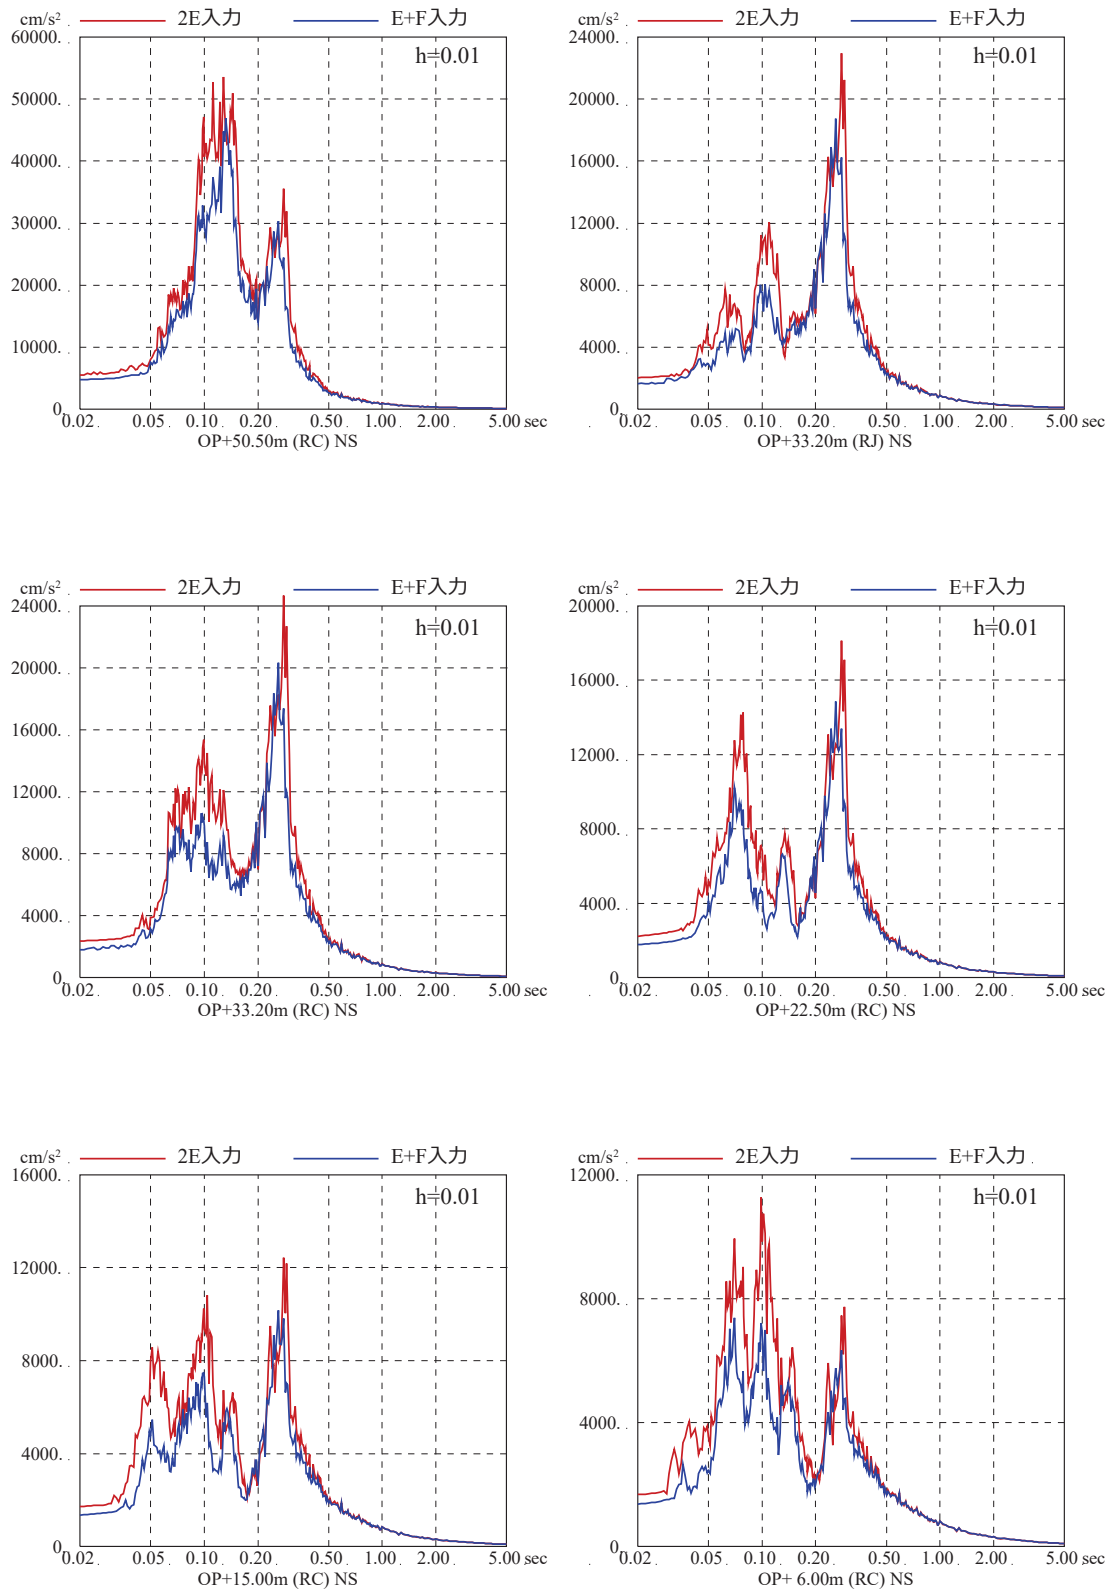 cm/s² 2E入力 E+F入力
60000.
h=0.01
50000.
40000.
30000.
20000.
10000.
0.
0.02 0.05 0.10 0.20 0.50 1.00 2.00 5.00 sec
OP+50.50m (RC) NS
cm/s² 2E入力 E+F入力
24000.
h=0.01
20000.
16000.
12000.
8000.
4000.
0.
0.02 0.05 0.10 0.20 0.50 1.00 2.00 5.00 sec
OP+33.20m (RJ) NS
cm/s² 2E入力 E+F入力
24000.
h=0.01
20000.
16000.
12000.
8000.
4000.
0.
0.02 0.05 0.10 0.20 0.50 1.00 2.00 5.00 sec
OP+33.20m (RC) NS
cm/s² 2E入力 E+F入力
20000.
h=0.01
16000.
12000.
8000.
4000.
0.
0.02 0.05 0.10 0.20 0.50 1.00 2.00 5.00 sec
OP+22.50m (RC) NS
cm/s² 2E入力 E+F入力
16000.
h=0.01
12000.
8000.
4000.
0.
0.02 0.05 0.10 0.20 0.50 1.00 2.00 5.00 sec
OP+15.00m (RC) NS
cm/s² 2E入力 E+F入力
12000.
h=0.01
8000.
4000.
0.
0.02 0.05 0.10 0.20 0.50 1.00 2.00 5.00 sec
OP+ 6.00m (RC) NS